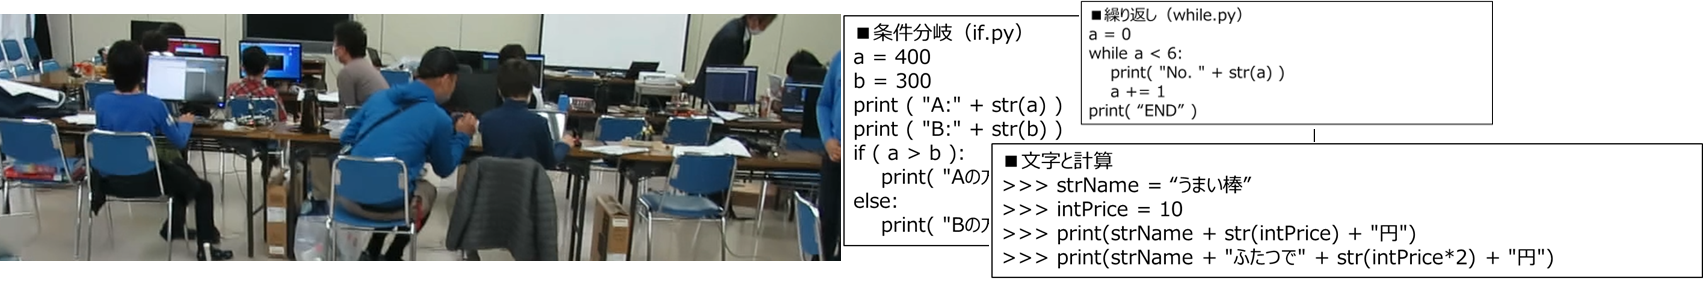 ■条件分岐（if.py）
a = 400
b = 300
print ( "A:" + str(a) )
print ( "B:" + str(b) )
if ( a > b ):
print( "Aの
else:
print( "Bの
■繰り返し（while.py）
a = 0
while a < 6:
print( "No. " + str(a) )
a += 1
print( “END” )
■文字と計算
>>> strName = “うまい棒”
>>> intPrice = 10
>>> print(strName + str(intPrice) + "円")
>>> print(strName + "ふたつで" + str(intPrice*2) + "円")